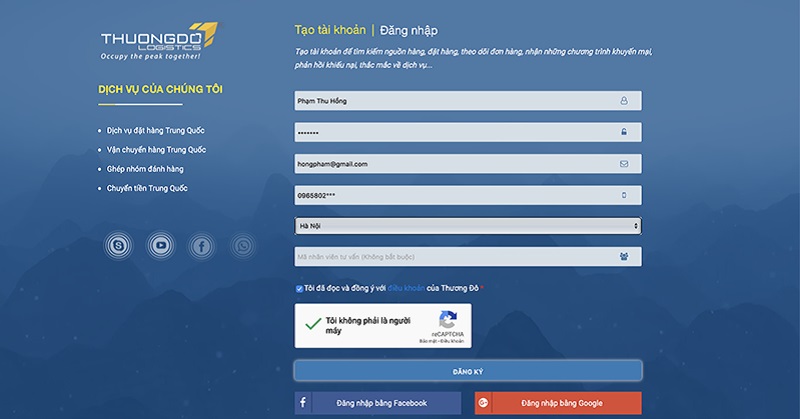 THUONGDO
LOGISTICS
Occupy the peak together!
DỊCH VỤ CỦA CHÚNG TÔI
Dịch vụ đặt hàng Trung Quốc
Vận chuyển hàng Trung Quốc
Ghép nhóm đánh hàng
Chuyển tiền Trung Quốc
Tạo tài khoản | Đăng nhập
Tạo tài khoản để tìm kiếm nguồn hàng, đặt hàng, theo dõi đơn hàng, nhận những chương trình khuyến mại,
phản hồi khiếu nại, thắc mắc về dịch vụ...
Phạm Thu Hồng
•••••••
hongpham@gmail.com
0965802***
Hà Nội
Mã nhân viên tư vấn (Không bắt buộc)
Tôi đã đọc và đồng ý với điều khoản của Thương Đô *
Tôi không phải là người
máy
reCAPTCHA
Bảo mật - Điều khoản
ĐĂNG KÝ
Đăng nhập bằng Facebook
Đăng nhập bằng Google